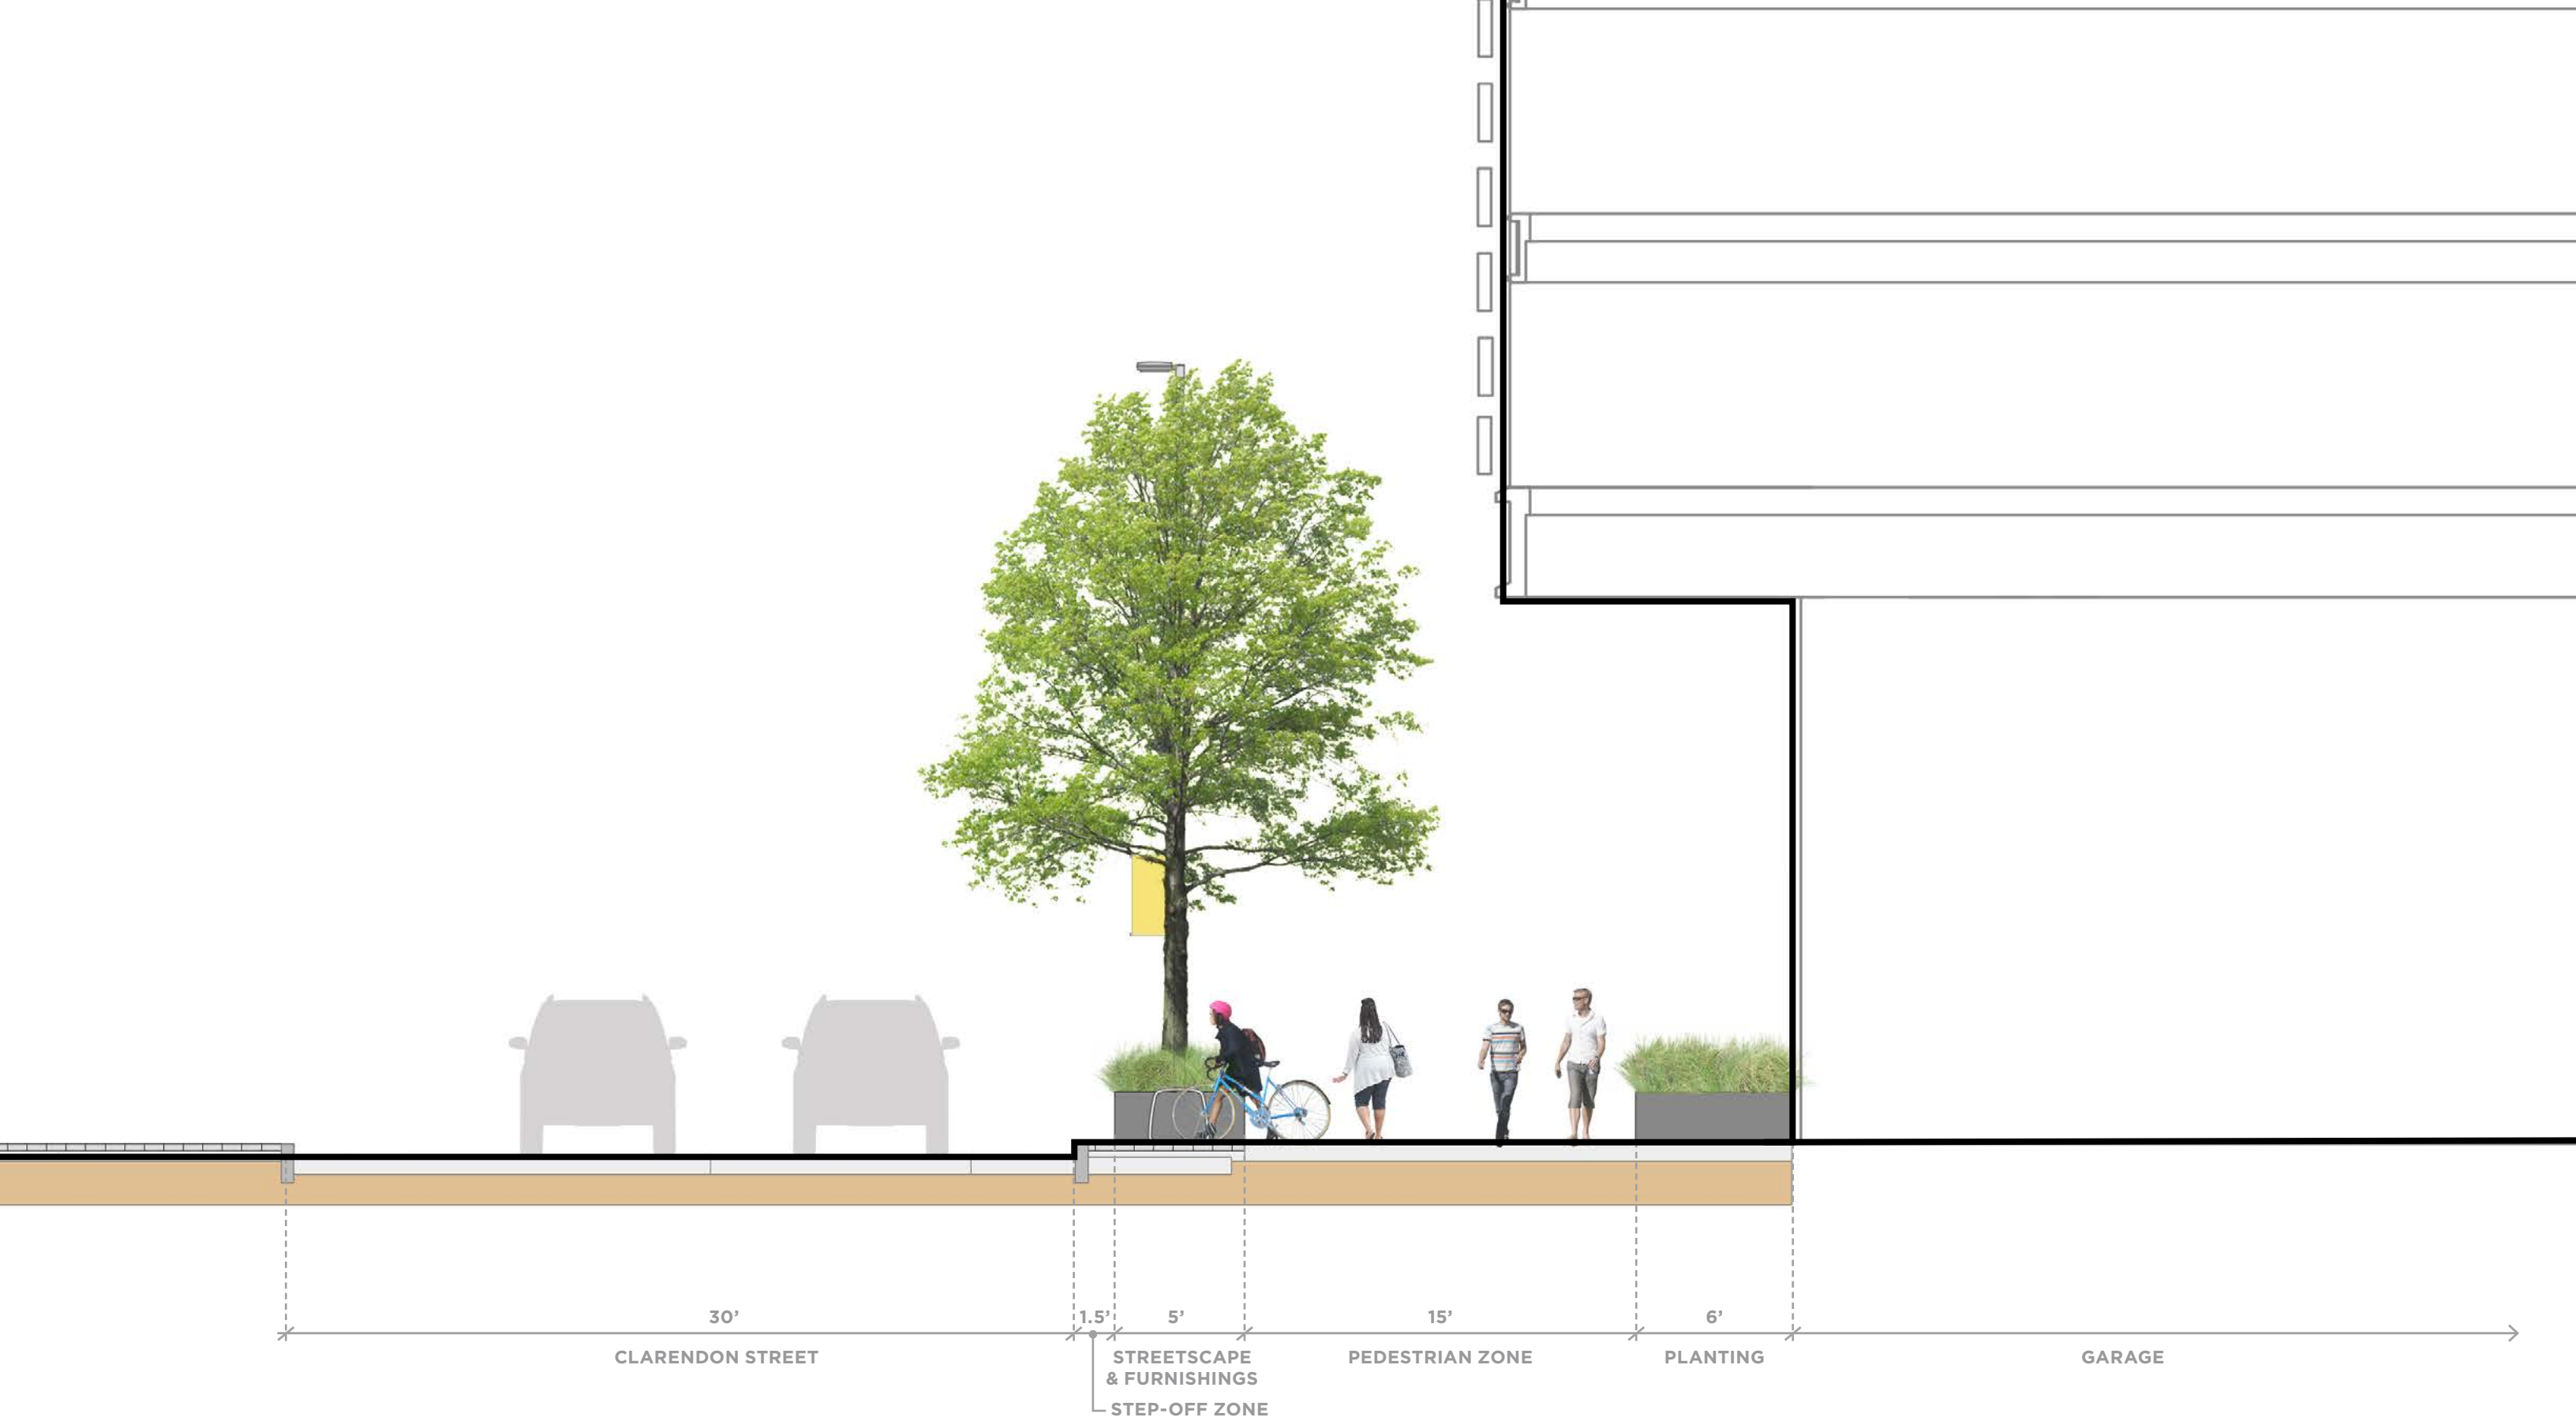 30’
1.5’
5’
15’
6’
CLARENDON STREET
STREETSCAPE
& FURNISHINGS
STEP-OFF ZONE
PEDESTRIAN ZONE
PLANTING
GARAGE